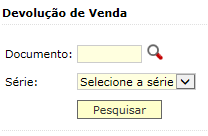 Devolução de Venda
Documento:
Série: Selecione a série
Pesquisar